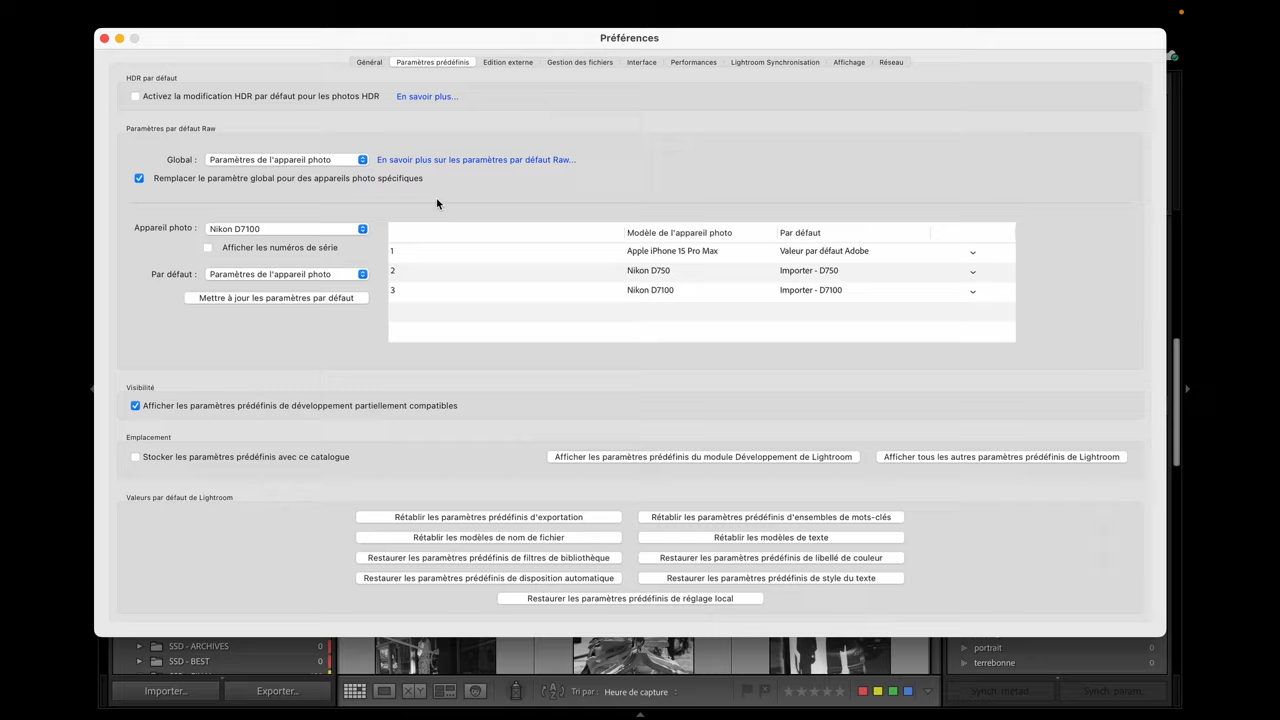 Préférences
Général Paramètres prédéfinis Edition externe Gestion des fichiers Interface Performances Lightroom Synchronisation Affichage Réseau
HDR par défaut
Activez la modification HDR par défaut pour les photos HDR En savoir plus...
Paramètres par défaut Raw
Global : Paramètres de l'appareil photo En savoir plus sur les paramètres par défaut Raw...
Remplacer le paramètre global pour des appareils photo spécifiques
Appareil photo : Nikon D7100
Afficher les numéros de série
Par défaut : Paramètres de l'appareil photo
Mettre à jour les paramètres par défaut
Modèle de l'appareil photo Par défaut
1 Apple iPhone 15 Pro Max Valeur par défaut Adobe
2 Nikon D750 Importer - D750
3 Nikon D7100 Importer - D7100
Visibilité
Afficher les paramètres prédéfinis de développement partiellement compatibles
Emplacement
Stocker les paramètres prédéfinis avec ce catalogue Afficher les paramètres prédéfinis du module Développement de Lightroom Afficher tous les autres paramètres prédéfinis de Lightroom
Valeurs par défaut de Lightroom
Rétablir les paramètres prédéfinis d'exportation Rétablir les paramètres prédéfinis d'ensembles de mots-clés
Rétablir les modèles de nom de fichier Rétablir les modèles de texte
Restaurer les paramètres prédéfinis de filtres de bibliothèque Restaurer les paramètres prédéfinis de libellé de couleur
Restaurer les paramètres prédéfinis de disposition automatique Restaurer les paramètres prédéfinis de style du texte
Restaurer les paramètres prédéfinis de réglage local
SSD - ARCHIVES 0 portrait 0
SSD - BEST 0 terrebonne 0
Importer... Exporter... Tri par : Heure de capture Synch. métad. Synch. param.